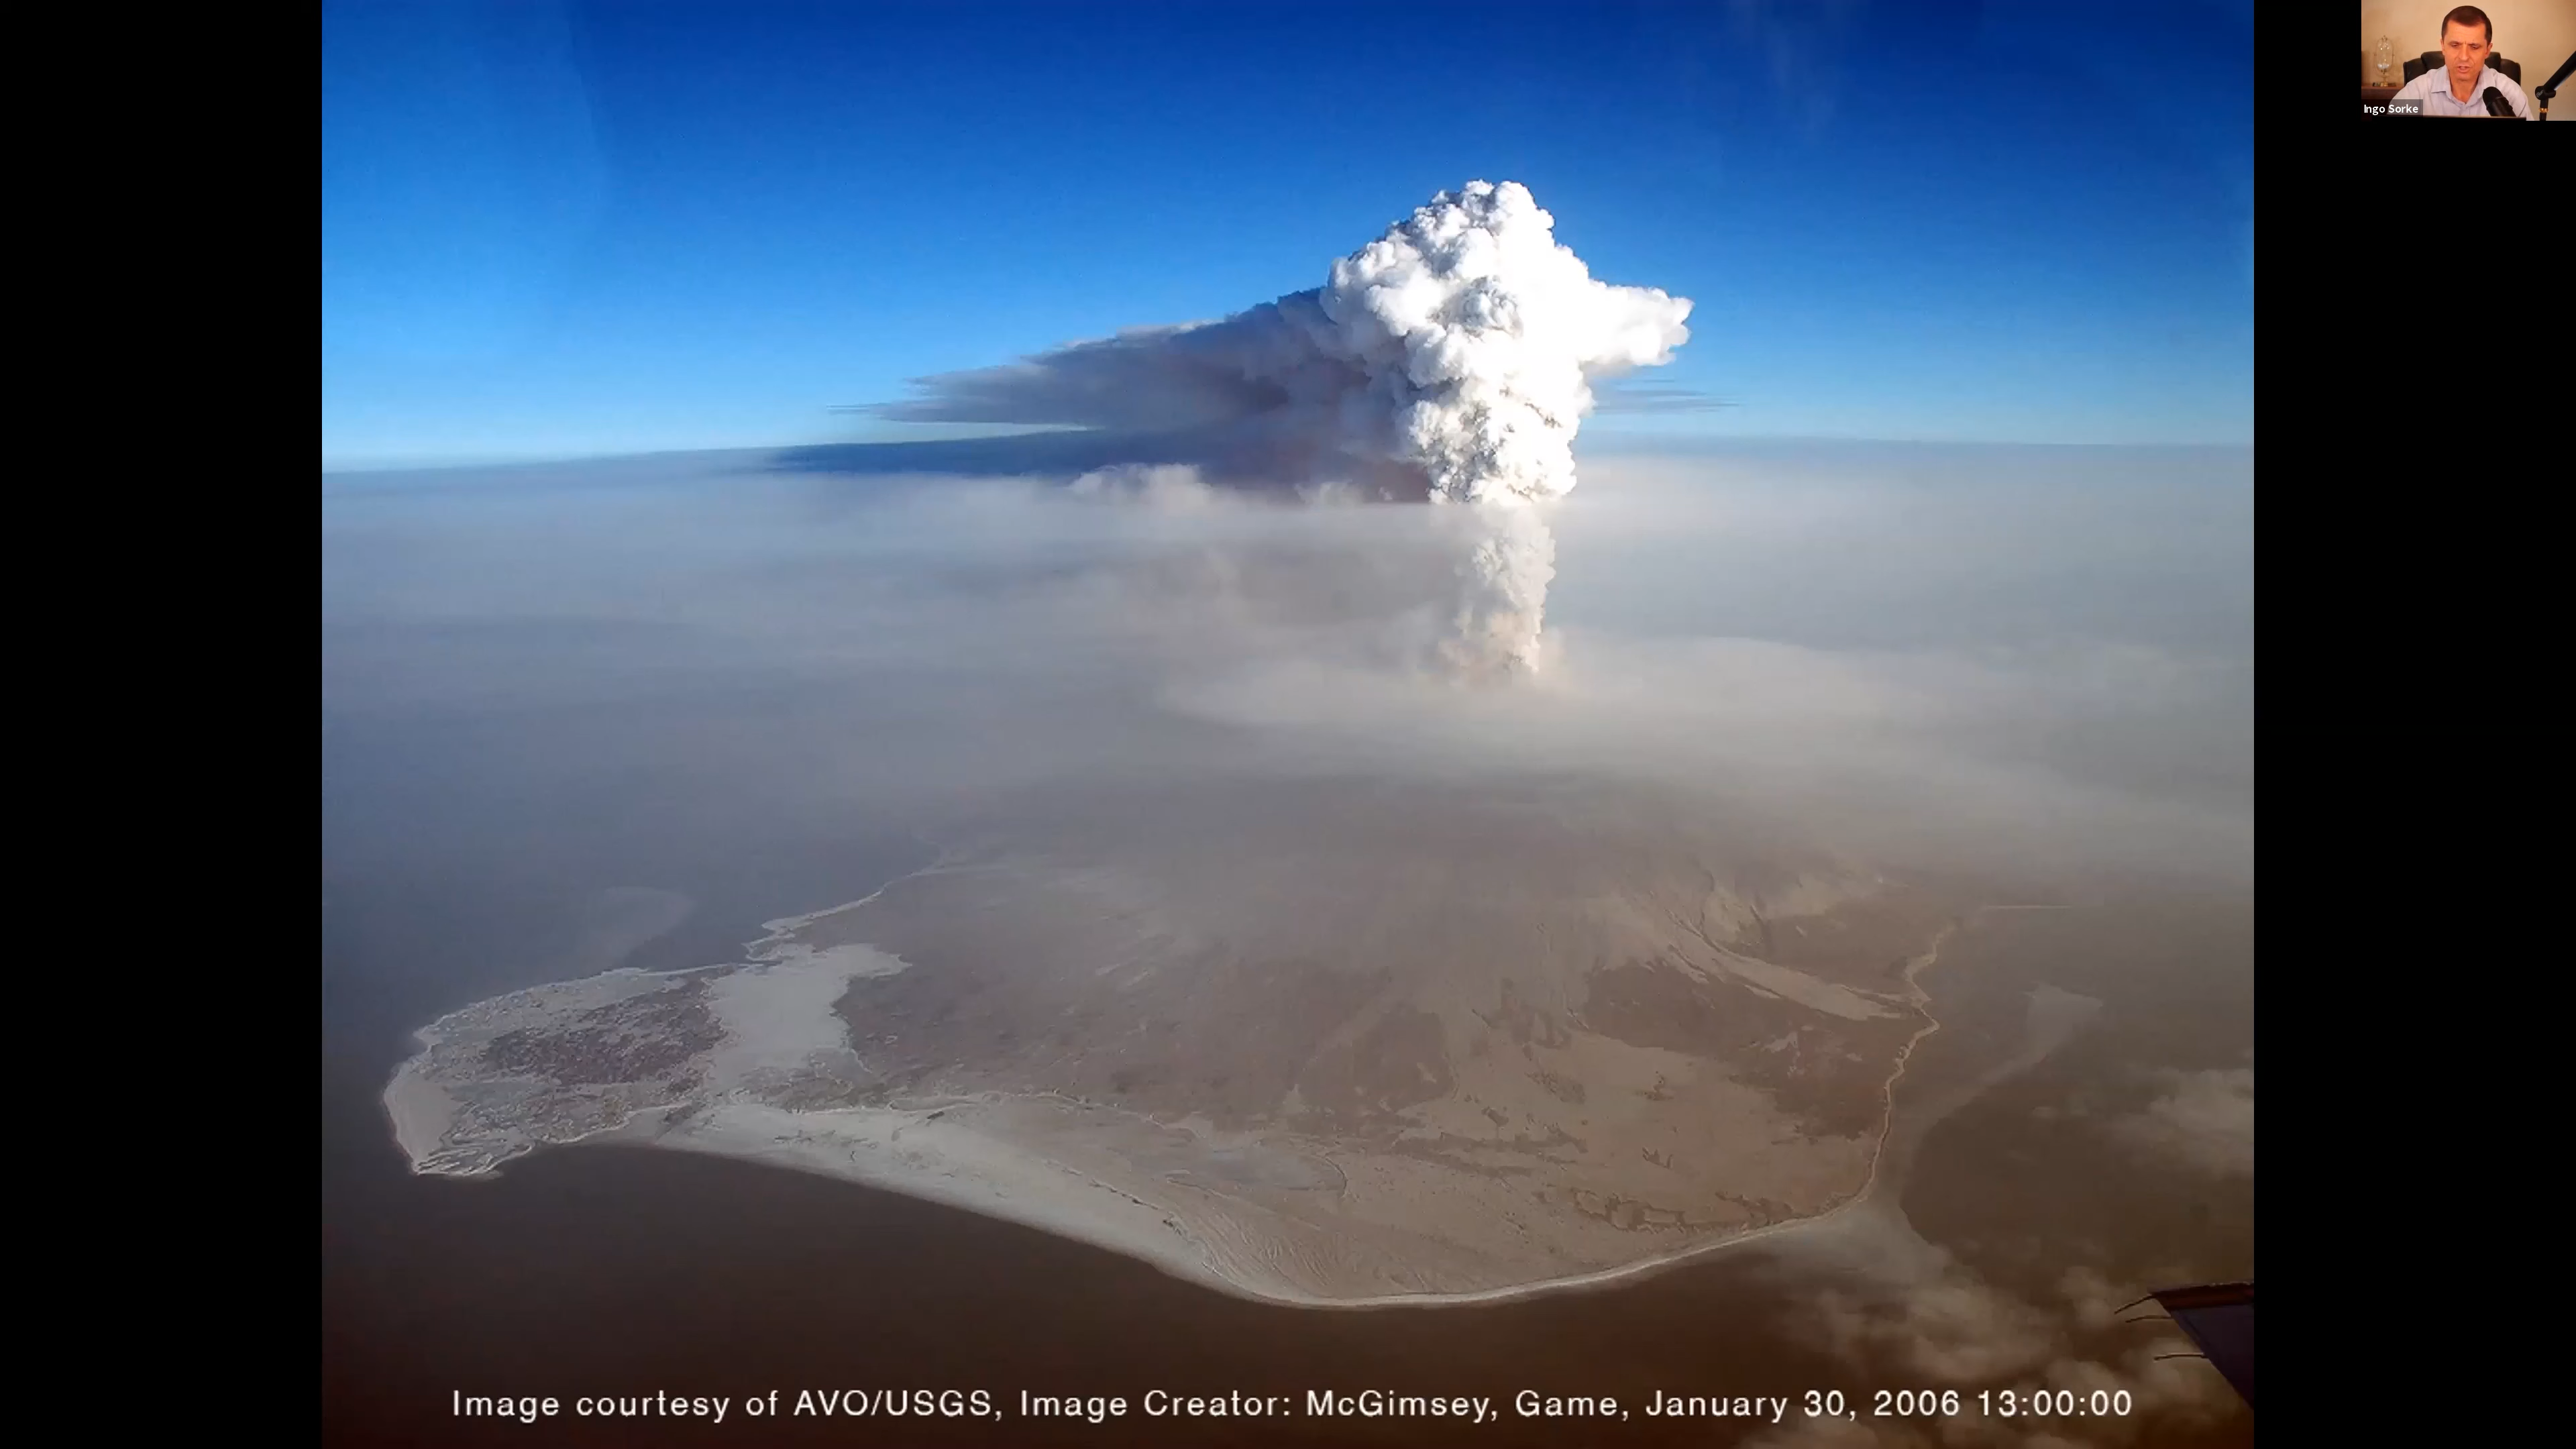 Ingo Sorke
Image courtesy of AVO/USGS, Image Creator: McGimsey, Game, January 30, 2006 13:00:00